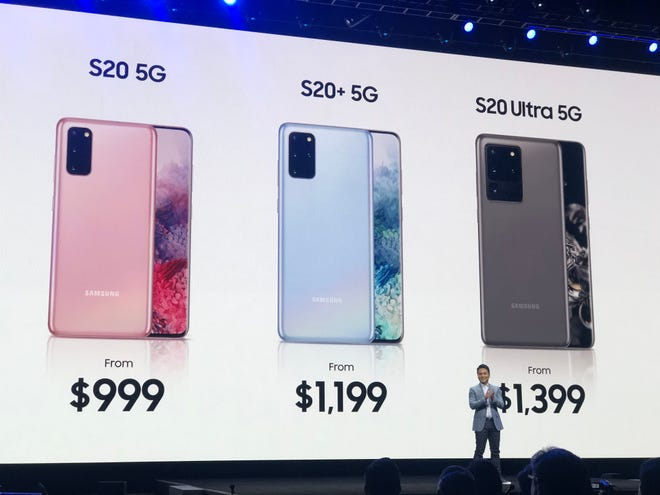 S20 5G
S20+ 5G
S20 Ultra 5G
SAMSUNG
SAMSUNG
SAMSUNG
From
From
From
$999
$1,199
$1,399